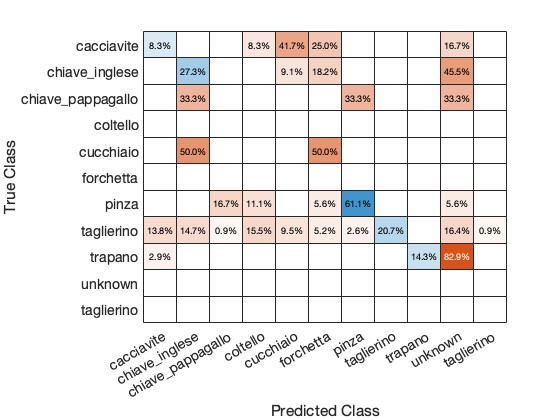 True Class
cacciavite 8.3% 8.3% 41.7% 25.0% 16.7%
chiave_inglese 27.3% 9.1% 18.2% 45.5%
chiave_pappagallo 33.3% 33.3% 33.3%
coltello
cucchiaio 50.0% 50.0%
forchetta
pinza 16.7% 11.1% 5.6% 61.1% 5.6%
taglierino 13.8% 14.7% 0.9% 15.5% 9.5% 5.2% 2.6% 20.7% 16.4% 0.9%
trapano 2.9% 14.3% 82.9%
unknown
taglierino
cacciavite chiave_inglese chiave_pappagallo coltello cucchiaio forchetta pinza taglierino trapano unknown taglierino
Predicted Class